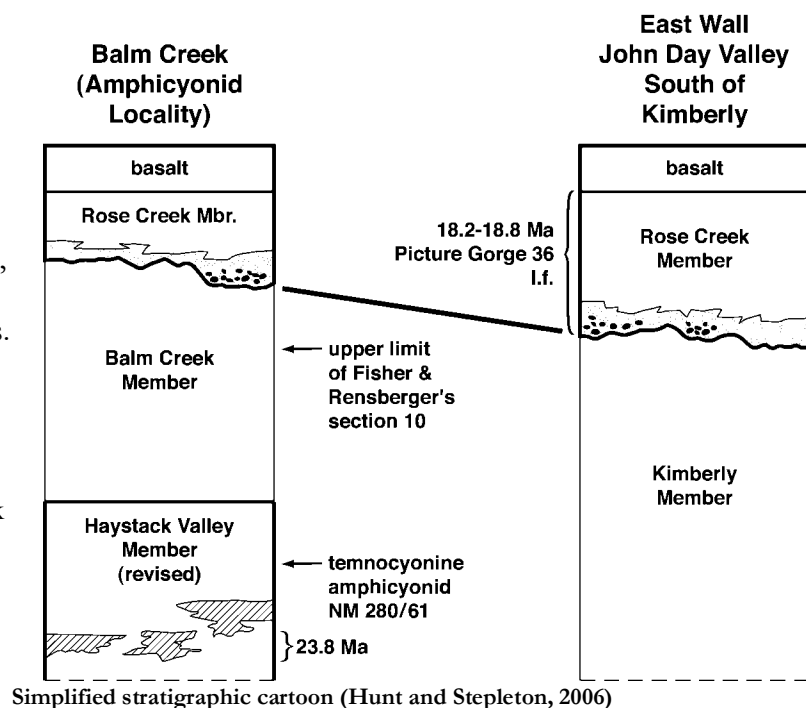 Balm Creek
(Amphicyonid
Locality)
basalt
Rose Creek Mbr.
Balm Creek
Member
Haystack Valley
Member
(revised)
,
s.
k
18.2-18.8 Ma
Picture Gorge 36
l.f.
upper limit
of Fisher &
Rensberger's
section 10
temnocyonine
amphicyonid
NM 280/61
23.8 Ma
East Wall
John Day Valley
South of
Kimberly
basalt
Rose Creek
Member
Kimberly
Member
Simplified stratigraphic cartoon (Hunt and Stepleton, 2006)